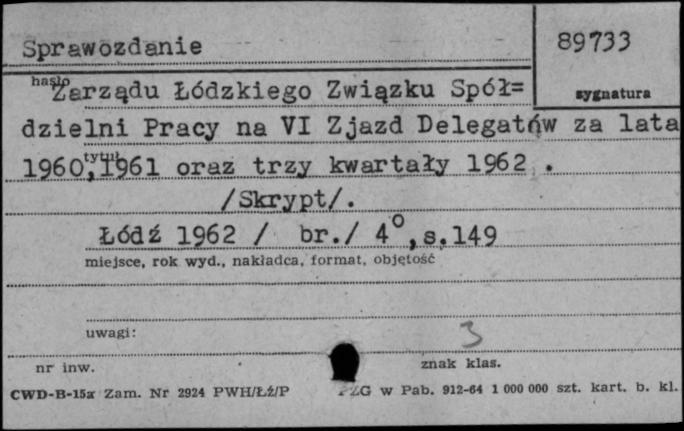 Sprawozdanie
89733
hasło
Zarządu Łódzkiego Związku Spół=
sygnatura
dzielni Pracy na VI Zjazd Delegatów za lata
tytuł
1960, 1961 oraz trzy kwartały 1962 .
/Skrypt/.
Łódź 1962 / br./ 4°, s.149
miejsce, rok wyd., nakładca, format, objętość
uwagi:
3
nr inw.
znak klas.
CWD-B-15a Zam. Nr 2924 PWH/Łź/P
PZG w Pab. 912-64 1 000 000 szt. kart. b. kl.